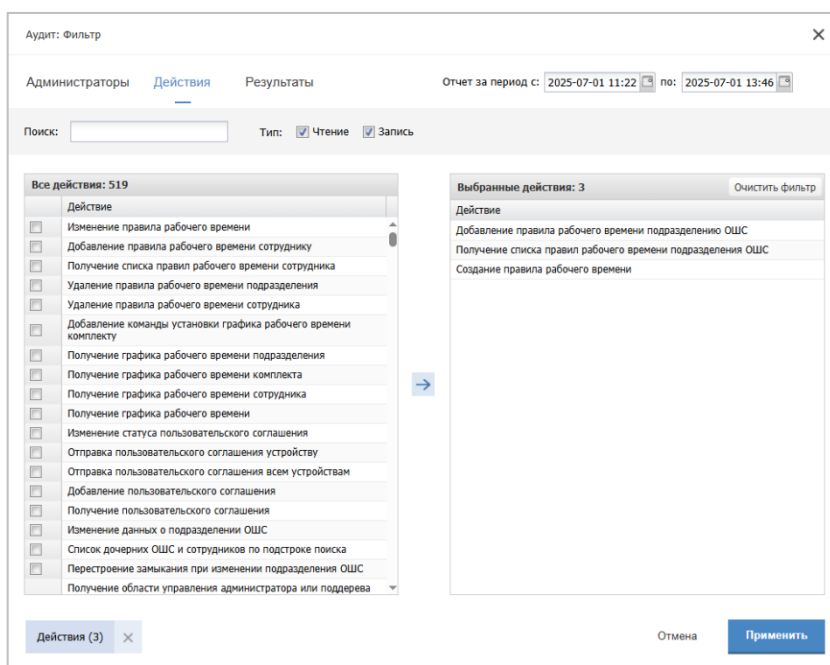 Аудит: Фильтр
Администраторы Действия Результаты Отчет за период с: 2025-07-01 11:22 по: 2025-07-01 13:46
Поиск: Тип: Чтение Запись
Все действия: 519
Действие
Изменение правила рабочего времени
Добавление правила рабочего времени сотруднику
Получение списка правил рабочего времени сотрудника
Удаление правила рабочего времени подразделения
Удаление правила рабочего времени сотрудника
Добавление команды установки графика рабочего времени
комплекту
Получение графика рабочего времени подразделения
Получение графика рабочего времени комплекта
Получение графика рабочего времени сотрудника
Получение графика рабочего времени
Изменение статуса пользовательского соглашения
Отправка пользовательского соглашения устройству
Отправка пользовательского соглашения всем устройствам
Добавление пользовательского соглашения
Получение пользовательского соглашения
Изменение данных о подразделении ОШС
Список дочерних ОШС и сотрудников по подстроке поиска
Перестроение замыкания при изменении подразделения ОШС
Получение области управления администратора или поддерева
Выбранные действия: 3 Очистить фильтр
Действие
Добавление правила рабочего времени подразделению ОШС
Получение списка правил рабочего времени подразделения ОШС
Создание правила рабочего времени
Действия (3) Отмена Применить